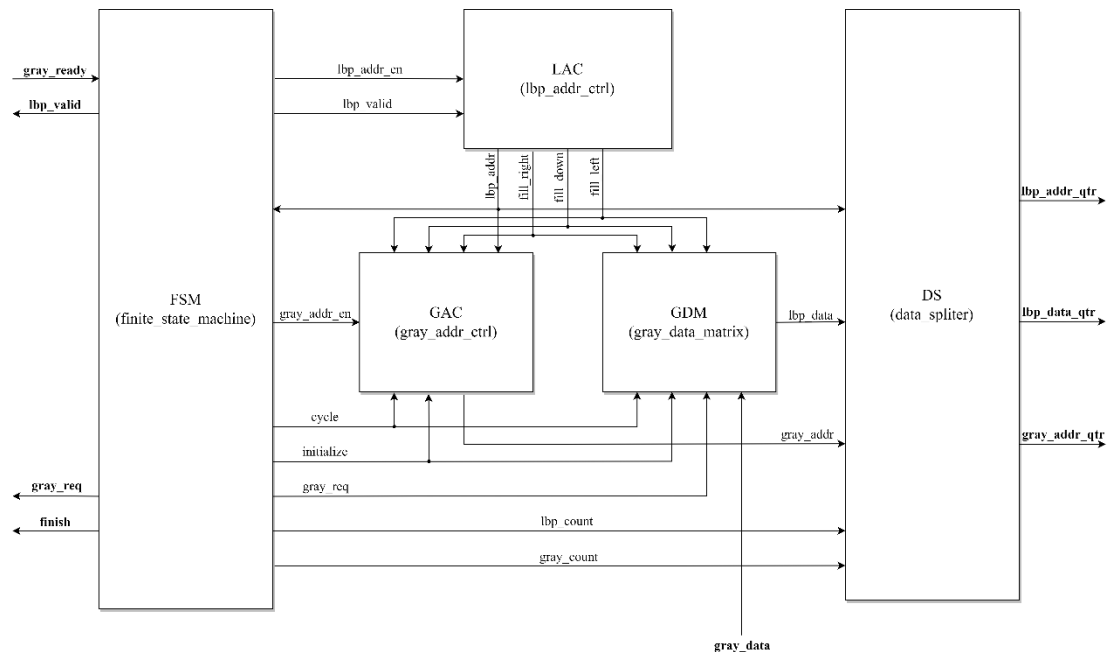 gray_ready
lbp_valid
FSM
(finite_state_machine)
gray_req
finish
lbp_addr_en
lbp_valid
LAC
(lbp_addr_ctrl)
lbp_addr
fill_right
fill_down
fill_left
gray_addr_en
GAC
(gray_addr_ctrl)
GDM
(gray_data_matrix)
lbp_data
cycle
initialize
gray_req
gray_addr
lbp_count
gray_count
gray_data
DS
(data_spliter)
lbp_addr_qtr
lbp_data_qtr
gray_addr_qtr